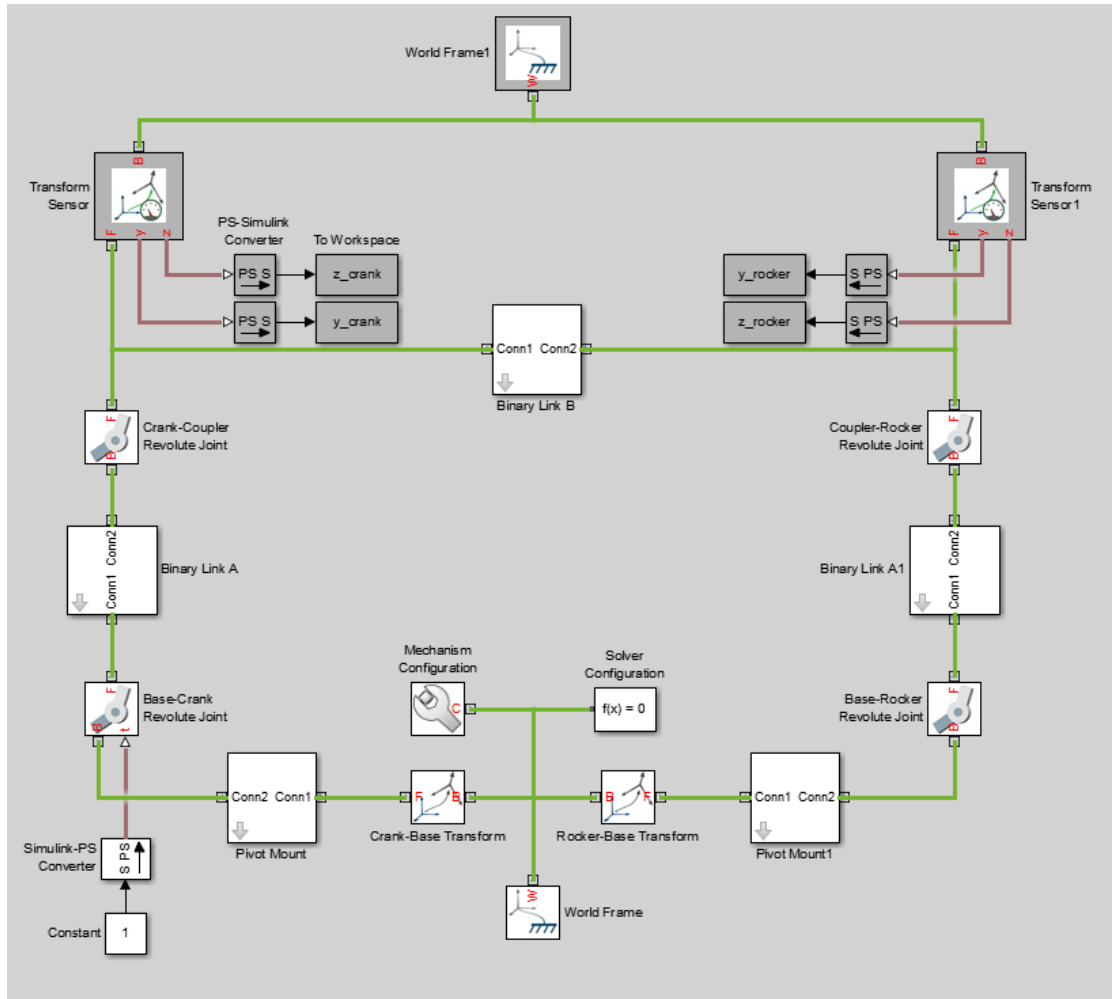 World Frame1
W
B
B
Transform
Sensor
Transform
Sensor1
F
y
z
F
y
z
PS-Simulink
Converter
To Workspace
PS S
z_crank
y_rocker
S PS
PS S
y_crank
z_rocker
S PS
Conn1 Conn2
Binary Link B
F
Crank-Coupler
Revolute Joint
B
Coupler-Rocker
Revolute Joint
F
B
Conn2
Conn1
Binary Link A
Binary Link A1
Conn2
Conn1
Mechanism
Configuration
Solver
Configuration
F
Base-Crank
Revolute Joint
B
t
C
f(x) = 0
Base-Rocker
Revolute Joint
F
B
Conn2 Conn1
Pivot Mount
F
B
Crank-Base Transform
B
F
Rocker-Base Transform
Conn1 Conn2
Pivot Mount1
Simulink-PS
Converter
S PS
W
World Frame
Constant
1